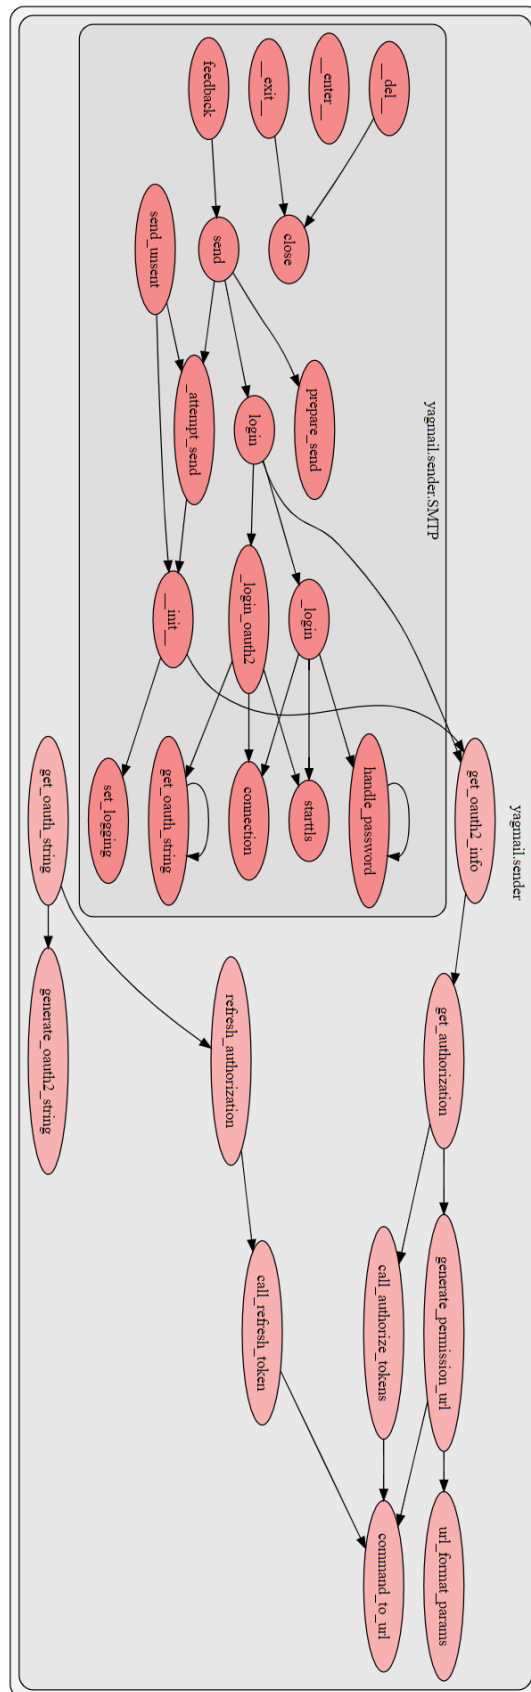 yagmail.sender
yagmail.sender.SMTP
__del__
__enter__
__exit__
feedback
close
send
send_unsent
prepare_send
login
_attempt_send
_login
_login_oauth2
__init__
handle_password
starttls
connection
get_oauth_string
set_logging
get_oauth2_info
get_oauth_string
get_authorization
refresh_authorization
generate_oauth2_string
generate_permission_url
call_authorize_tokens
call_refresh_token
url_format_params
command_to_url